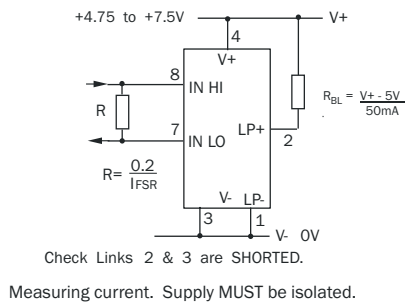 +4.75 to +7.5V
V+
4
V+
8
IN HI
R
7
IN LO
LP+
2
R_BL = V+ - 5V / 50mA
R= 0.2 / I_FSR
V- LP-
3
1
V- 0V
Check Links 2 & 3 are SHORTED.
Measuring current. Supply MUST be isolated.